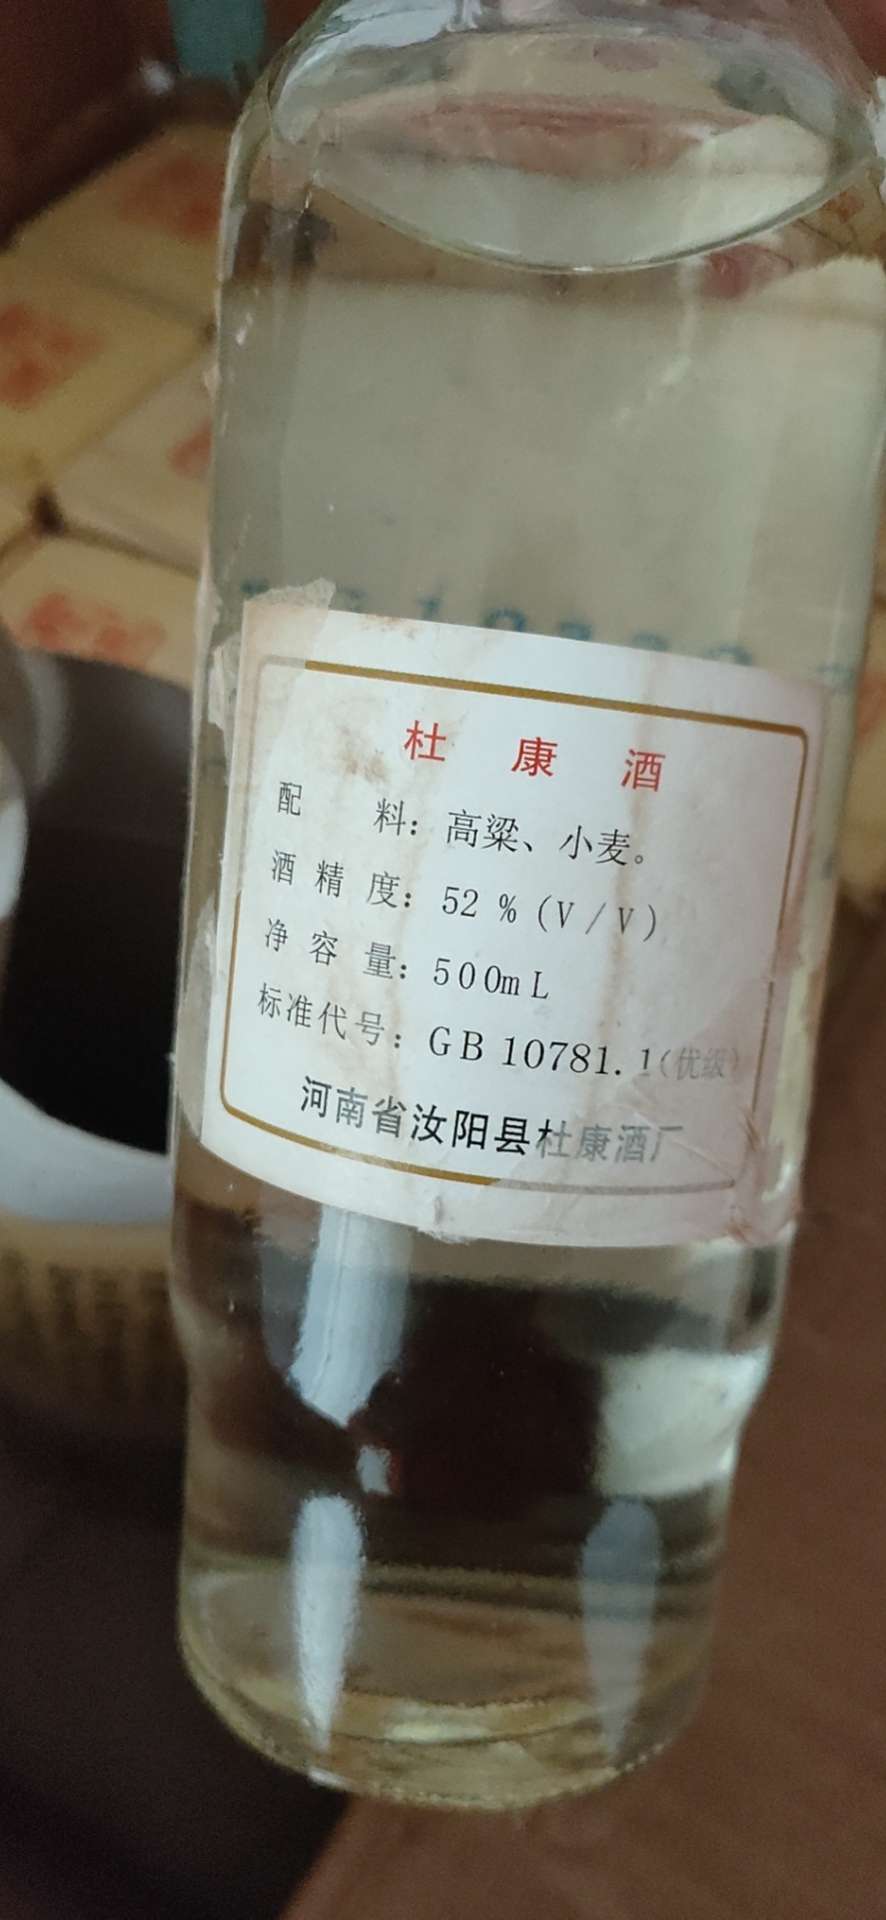 杜康酒
配料：高粱、小麦。
酒精度：52%(V/V)
净容量：500mL
标准代号：GB 10781.1(优级)
河南省汝阳县杜康酒厂